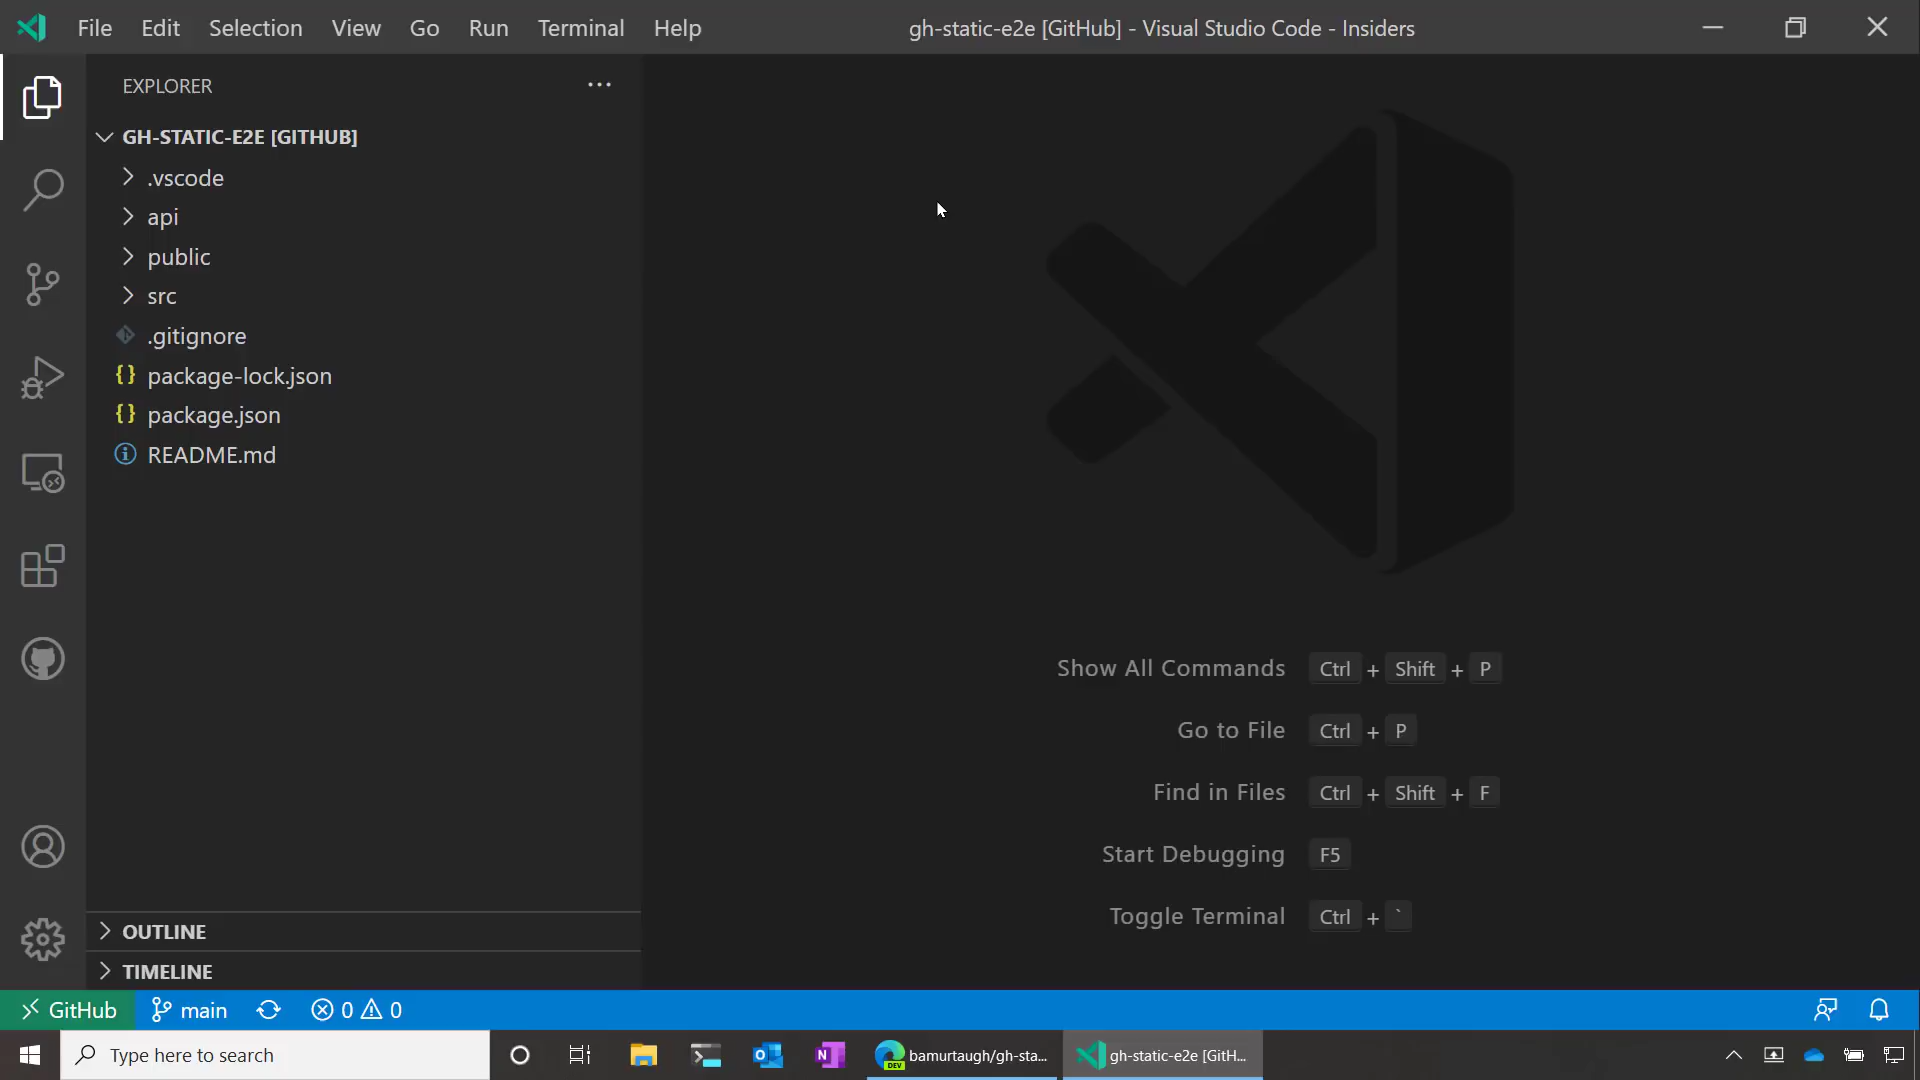 File Edit Selection View Go Run Terminal Help
gh-static-e2e [GitHub] - Visual Studio Code - Insiders
EXPLORER
GH-STATIC-E2E [GITHUB]
.vscode
api
public
src
.gitignore
{} package-lock.json
{} package.json
README.md
OUTLINE
TIMELINE
Show All Commands Ctrl + Shift + P
Go to File Ctrl + P
Find in Files Ctrl + Shift + F
Start Debugging F5
Toggle Terminal Ctrl + `
GitHub main 0 0
Type here to search
DEV
bamurtaugh/gh-sta...
gh-static-e2e [GitH...